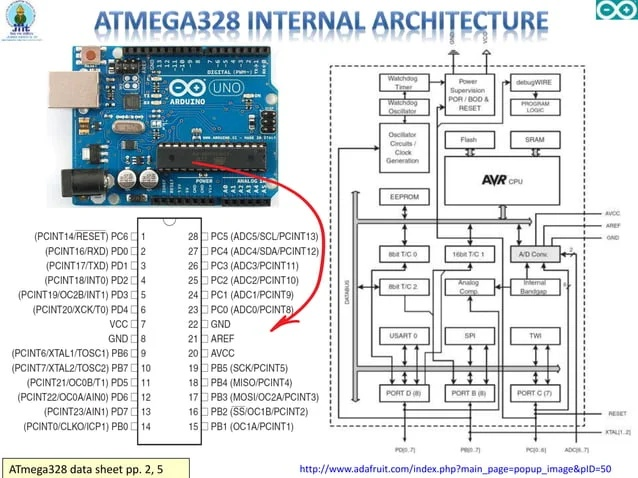 ATMEGA328 INTERNAL ARCHITECTURE
DIGITAL (PWM~)
UNO
ARDUINO
POWER
ANALOG IN
(PCINT14/RESET) PC6 1 28 PC5 (ADC5/SCL/PCINT13)
(PCINT16/RXD) PD0 2 27 PC4 (ADC4/SDA/PCINT12)
(PCINT17/TXD) PD1 3 26 PC3 (ADC3/PCINT11)
(PCINT18/INT0) PD2 4 25 PC2 (ADC2/PCINT10)
(PCINT19/OC2B/INT1) PD3 5 24 PC1 (ADC1/PCINT9)
(PCINT20/XCK/T0) PD4 6 23 PC0 (ADC0/PCINT8)
VCC 7 22 GND
GND 8 21 AREF
(PCINT6/XTAL1/TOSC1) PB6 9 20 AVCC
(PCINT7/XTAL2/TOSC2) PB7 10 19 PB5 (SCK/PCINT5)
(PCINT21/OC0B/T1) PD5 11 18 PB4 (MISO/PCINT4)
(PCINT22/OC0A/AIN0) PD6 12 17 PB3 (MOSI/OC2A/PCINT3)
(PCINT23/AIN1) PD7 13 16 PB2 (SS/OC1B/PCINT2)
(PCINT0/CLKO/ICP1) PB0 14 15 PB1 (OC1A/PCINT1)
GND
VCC
Watchdog
Timer
Watchdog
Oscillator
Oscillator
Circuits /
Clock
Generation
Power
Supervision
POR / BOD &
RESET
debugWIRE
PROGRAM
LOGIC
Flash
SRAM
AVR CPU
EEPROM
AVCC
AREF
GND
8bit T/C 0
16bit T/C 1
A/D Conv.
8bit T/C 2
Analog
Comp.
Internal
Bandgap
DATABUS
USART 0
SPI
TWI
PORT D (8)
PORT B (8)
PORT C (7)
RESET
XTAL[1..2]
PD[0..7]
PB[0..7]
PC[0..6]
ADC[6..7]
ATmega328 data sheet pp. 2, 5
http://www.adafruit.com/index.php?main_page=popup_image&pID=50